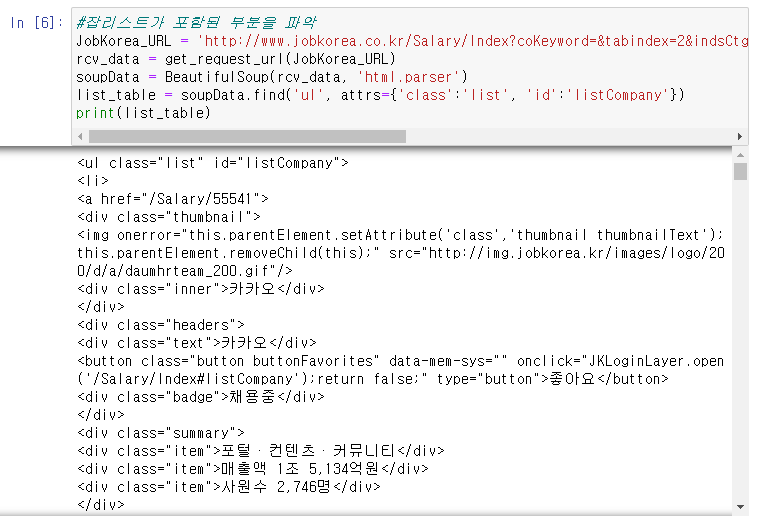 In [6]:
#잡리스트가 포함된 부분을 파악
JobKorea_URL = 'http://www.jobkorea.co.kr/Salary/Index?coKeyword=&tabindex=2&indsCtg
rcv_data = get_request_url(JobKorea_URL)
soupData = BeautifulSoup(rcv_data, 'html.parser')
list_table = soupData.find('ul', attrs={'class':'list', 'id':'listCompany'})
print(list_table)
<ul class="list" id="listCompany">
<li>
<a href="/Salary/55541">
<div class="thumbnail">
<img onerror="this.parentElement.setAttribute('class','thumbnail thumbnailText');
this.parentElement.removeChild(this);" src="http://img.jobkorea.kr/images/logo/20
0/d/a/daumhrteam_200.gif"/>
<div class="inner">카카오</div>
</div>
<div class="headers">
<div class="text">카카오</div>
<button class="button buttonFavorites" data-mem-sys="" onclick="JKLoginLayer.open
('/Salary/Index#listCompany');return false;" type="button">좋아요</button>
<div class="badge">채용중</div>
</div>
<div class="summary">
<div class="item">포털·컨텐츠·커뮤니티</div>
<div class="item">매출액 1조 5,134억원</div>
<div class="item">사원수 2,746명</div>
</div>